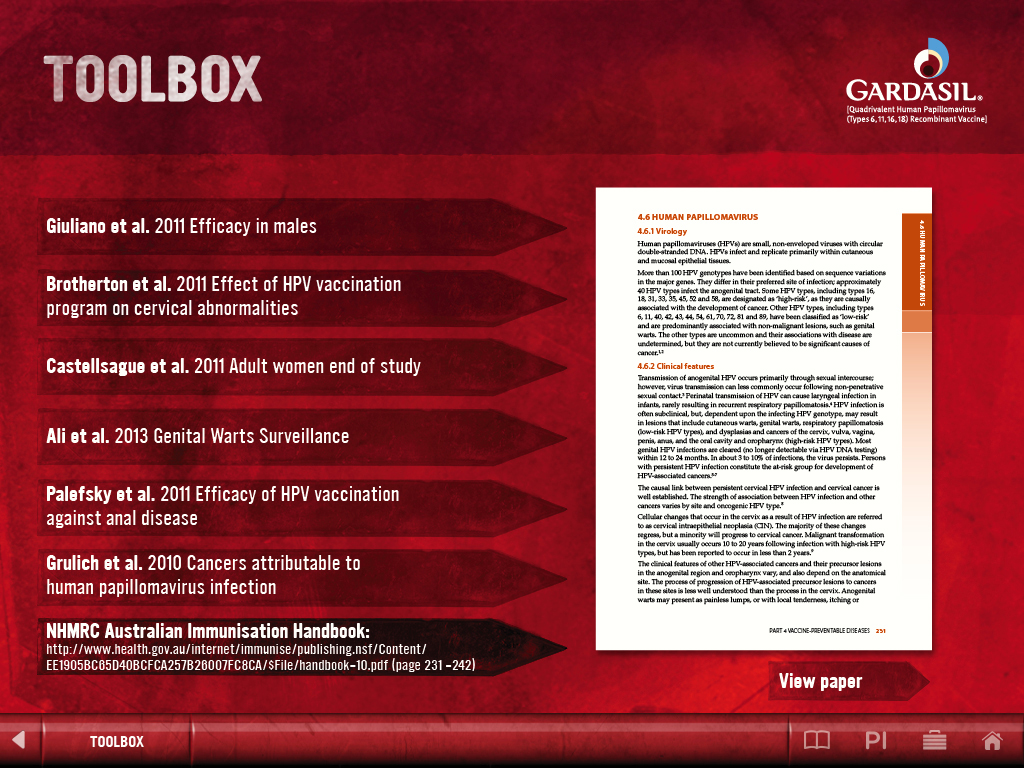 TOOLBOX
GARDASIL®
[Quadrivalent Human Papillomavirus
(Types 6,11,16,18) Recombinant Vaccine]
Giuliano et al. 2011 Efficacy in males
Brotherton et al. 2011 Effect of HPV vaccination
program on cervical abnormalities
Castellsague et al. 2011 Adult women end of study
Ali et al. 2013 Genital Warts Surveillance
Palefsky et al. 2011 Efficacy of HPV vaccination
against anal disease
Grulich et al. 2010 Cancers attributable to
human papillomavirus infection
NHMRC Australian Immunisation Handbook:
http://www.health.gov.au/internet/immunise/publishing.nsf/Content/
EE1905BC65D40BCFCA257B26007FC8CA/$File/handbook-10.pdf (page 231 -242)
4.6 HUMAN PAPILLOMAVIRUS
4.6.1 Virology
Human papillomaviruses (HPVs) are small, non-enveloped viruses with circular
double-stranded DNA. HPVs infect and replicate primarily within cutaneous
and mucosal epithelial tissues.
More than 100 HPV genotypes have been identified based on sequence variations
in the major genes. They differ in their preferred site of infection; approximately
40 HPV types infect the anogenital tract. Some HPV types, including types 16,
18, 31, 33, 35, 45, 52 and 58, are designated as ‘high-risk’, as they are causally
associated with the development of cancer. Other HPV types, including types
6, 11, 40, 42, 43, 44, 54, 61, 70, 72, 81 and 89, have been classified as ‘low-risk’
and are predominantly associated with non-malignant lesions, such as genital
warts. The other types are uncommon and their associations with disease are
undetermined, but they are not currently believed to be significant causes of
cancer.1,2
4.6.2 Clinical features
Transmission of anogenital HPV occurs primarily through sexual intercourse;
however, virus transmission can less commonly occur following non-penetrative
sexual contact.3 Perinatal transmission of HPV can cause laryngeal infection in
infants, rarely resulting in recurrent respiratory papillomatosis.4 HPV infection is
often subclinical, but, dependent upon the infecting HPV genotype, may result
in lesions that include cutaneous warts, genital warts, respiratory papillomatosis
(low-risk HPV types), and dysplasias and cancers of the cervix, vulva, vagina,
penis, anus, and the oral cavity and oropharynx (high-risk HPV types). Most
genital HPV infections are cleared (no longer detectable via HPV DNA testing)
within 12 to 24 months. In about 3 to 10% of infections, the virus persists. Persons
with persistent HPV infection constitute the at-risk group for development of
HPV-associated cancers.6,7
The causal link between persistent cervical HPV infection and cervical cancer is
well established. The strength of association between HPV infection and other
cancers varies by site and oncogenic HPV type.8
Cellular changes that occur in the cervix as a result of HPV infection are referred
to as cervical intraepithelial neoplasia (CIN). The majority of these changes
regress, but a minority will progress to cervical cancer. Malignant transformation
in the cervix usually occurs 10 to 20 years following infection with high-risk HPV
types, but has been reported to occur in less than 2 years.9
The clinical features of other HPV-associated cancers and their precursor lesions
in the anogenital region and oropharynx vary, and also depend on the anatomical
site. The process of progression of HPV-associated precursor lesions to cancers
in these sites is less well understood than the process in the cervix. Anogenital
warts may present as painless lumps, or with local tenderness, itching or
4.6 HUMAN PAPILLOMAVIRUS
PART 4 VACCINE-PREVENTABLE DISEASES 231
View paper
TOOLBOX
PI